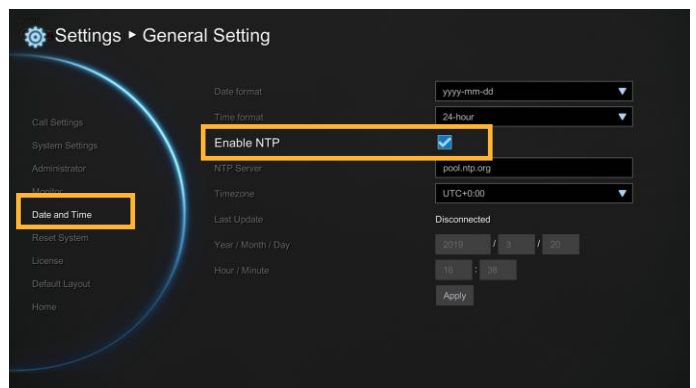 Settings ► General Setting
Call Settings
System Settings
Administrator
Monitor
Date and Time
Reset System
License
Default Layout
Home
Date format yyyy-mm-dd
Time format 24-hour
Enable NTP
NTP Server pool.ntp.org
Timezone UTC+0:00
Last Update Disconnected
Year / Month / Day 2019 / 3 / 20
Hour / Minute 16 : 38
Apply